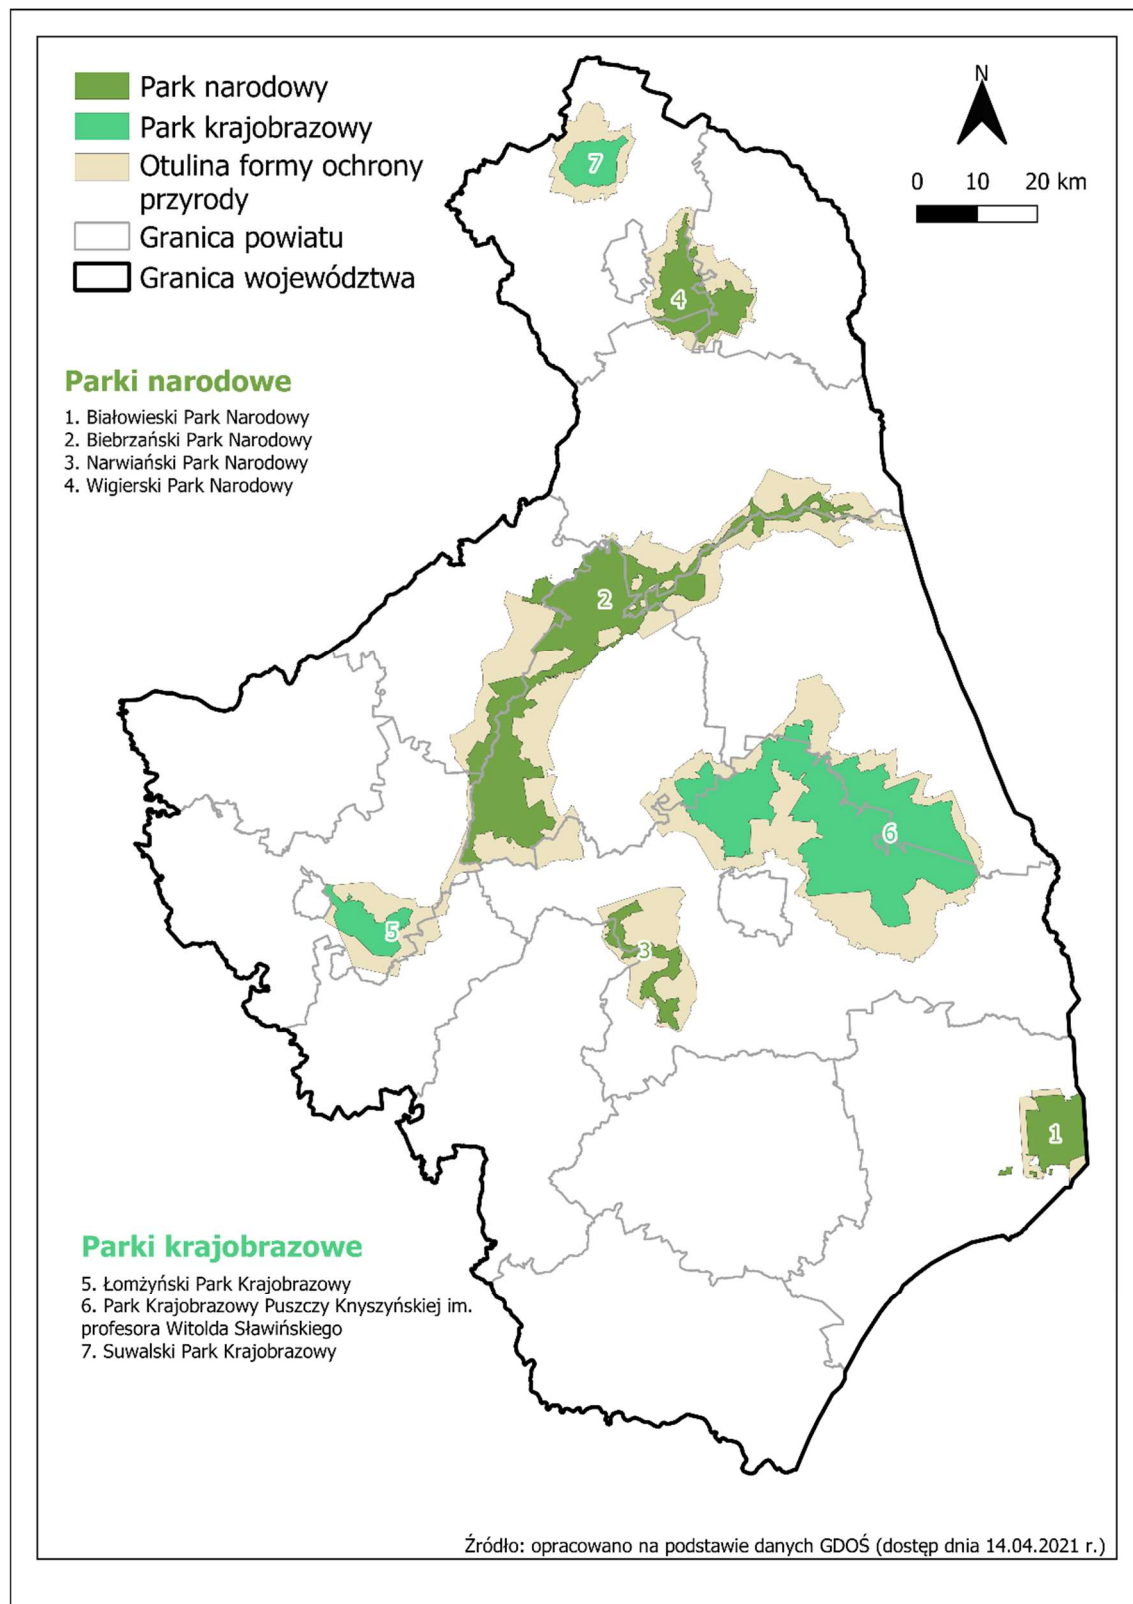 Park narodowy
Park krajobrazowy
Otulina formy ochrony
przyrody
Granica powiatu
Granica województwa
N
0 10 20 km
Parki narodowe
1. Białowieski Park Narodowy
2. Biebrzański Park Narodowy
3. Narwiański Park Narodowy
4. Wigierski Park Narodowy
7
4
2
6
5
3
1
Parki krajobrazowe
5. Łomżyński Park Krajobrazowy
6. Park Krajobrazowy Puszczy Knyszyńskiej im.
profesora Witolda Sławińskiego
7. Suwalski Park Krajobrazowy
Źródło: opracowano na podstawie danych GDOŚ (dostęp dnia 14.04.2021 r.)